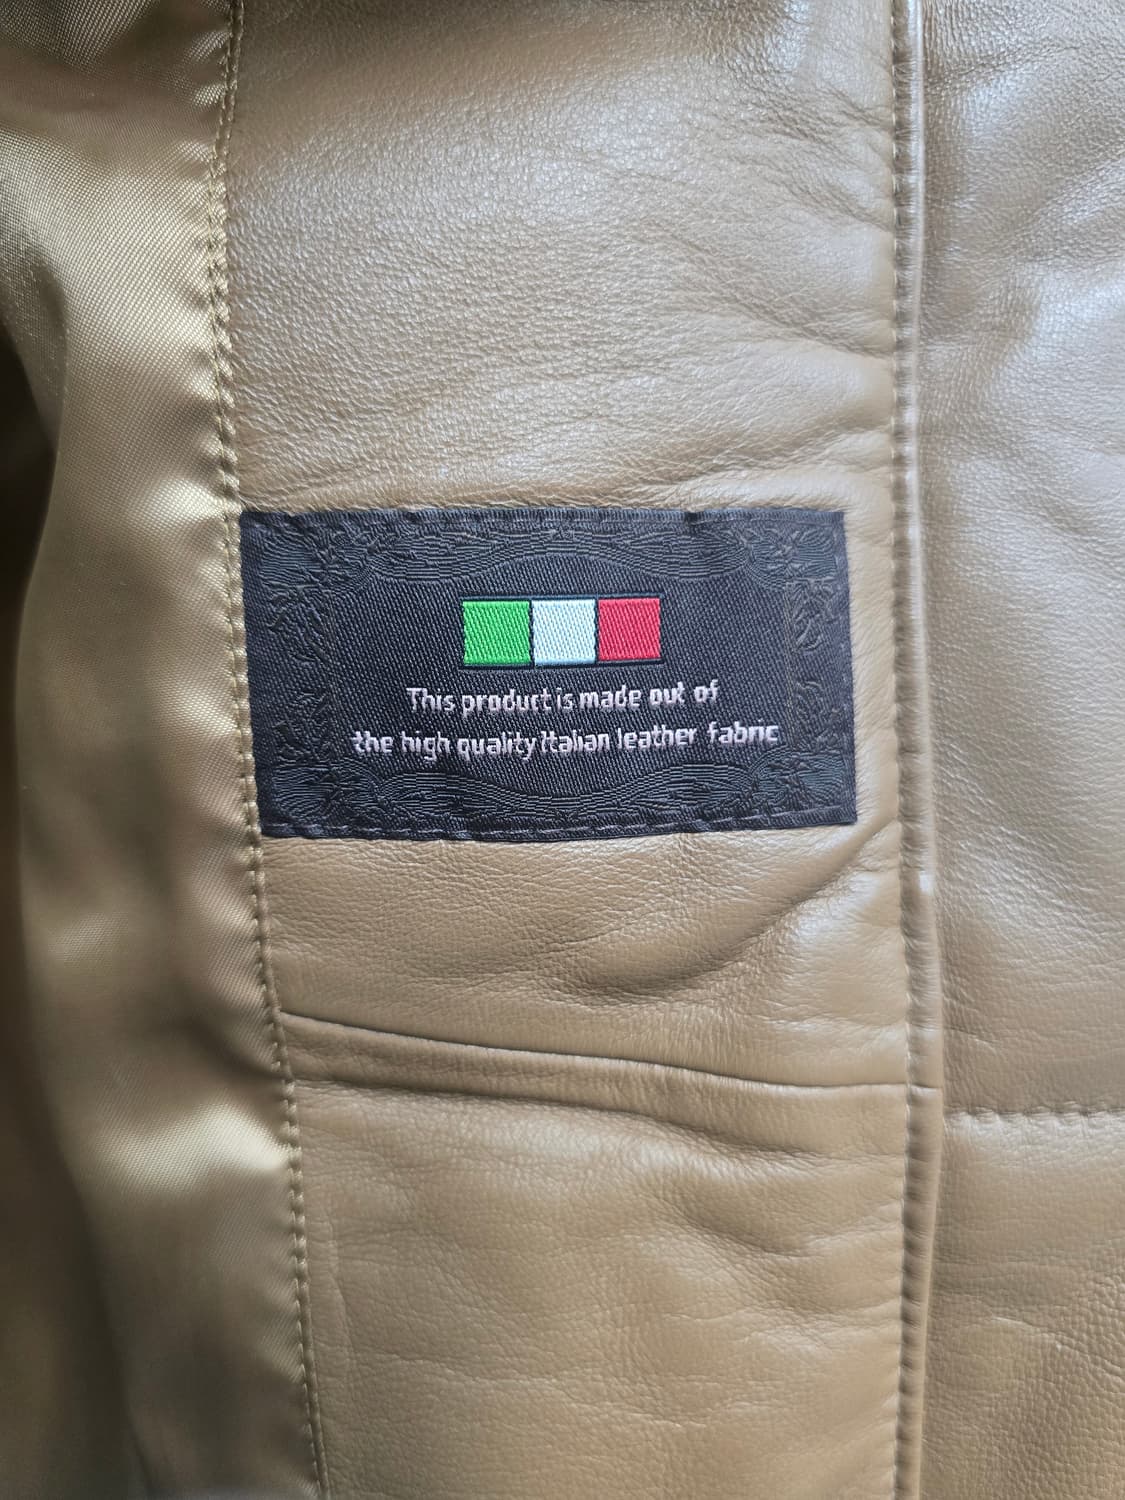 This product is made out of
the high quality Italian leather fabric